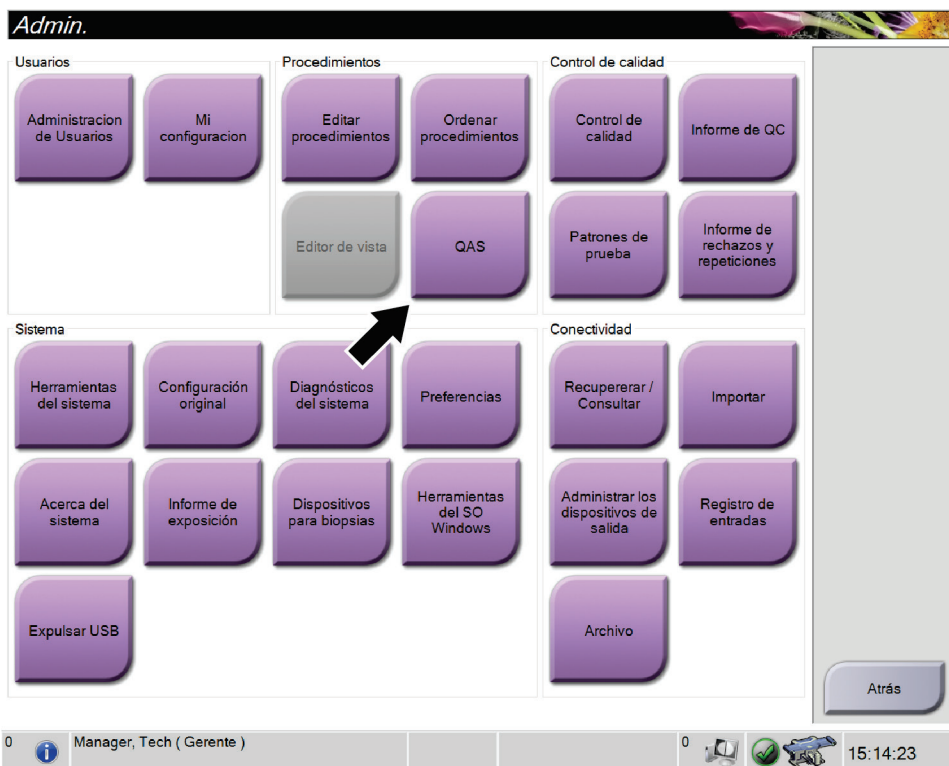 Admin.
Usuarios
Administracion
de Usuarios
Mi
configuracion
Procedimientos
Editar
procedimientos
Ordenar
procedimientos
Editor de vista
QAS
Control de calidad
Control de
calidad
Informe de QC
Patrones de
prueba
Informe de
rechazos y
repeticiones
Sistema
Herramientas
del sistema
Configuración
original
Diagnósticos
del sistema
Preferencias
Acerca del
sistema
Informe de
exposición
Dispositivos
para biopsias
Herramientas
del SO
Windows
Expulsar USB
Conectividad
Recupererar /
Consultar
Importar
Administrar los
dispositivos de
salida
Registro de
entradas
Archivo
Atrás
0
Manager, Tech ( Gerente )
0
15:14:23